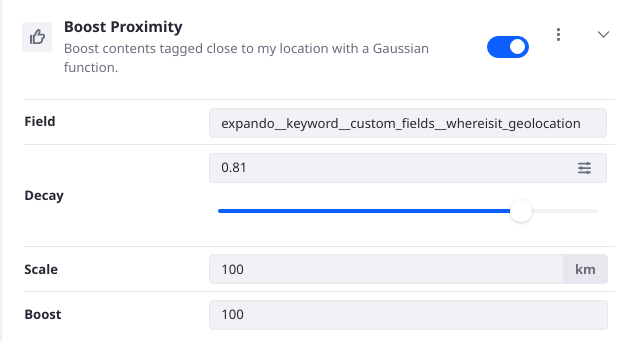 Boost Proximity
Boost contents tagged close to my location with a Gaussian
function.
Field
expando__keyword__custom_fields__whereisit_geolocation
0.81
Decay
Scale
100
km
Boost
100